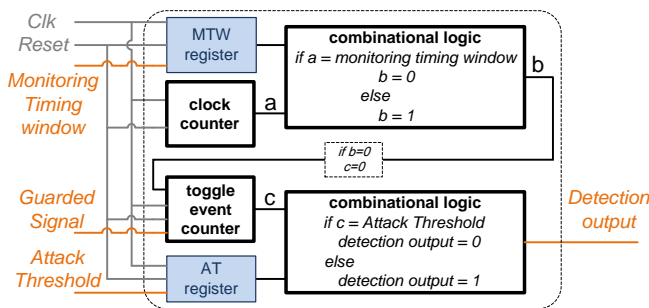 Clk
Reset
Monitoring
Timing
window
MTW
register
clock
counter
a
combinational logic
if a = monitoring timing window
b = 0
else
b = 1
b
if b=0
c=0
Guarded
Signal
Attack
Threshold
toggle
event
counter
c
AT
register
combinational logic
if c = Attack Threshold
detection output = 0
else
detection output = 1
Detection
output